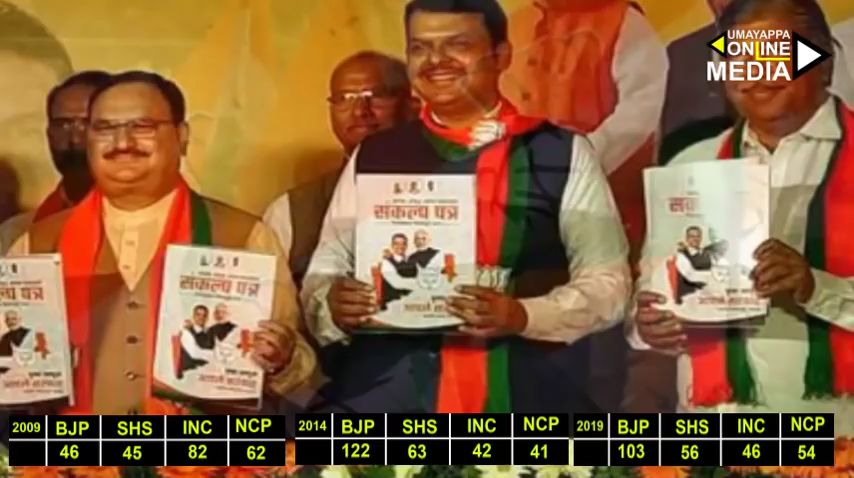 UMAYAPPA
ONLINE
MEDIA
संकल्प पत्र
संकल्प पत्र
ल्प पत्र
2009 BJP SHS INC NCP
46 45 82 62
2014 BJP SHS INC NCP
122 63 42 41
2019 BJP SHS INC NCP
103 56 46 54